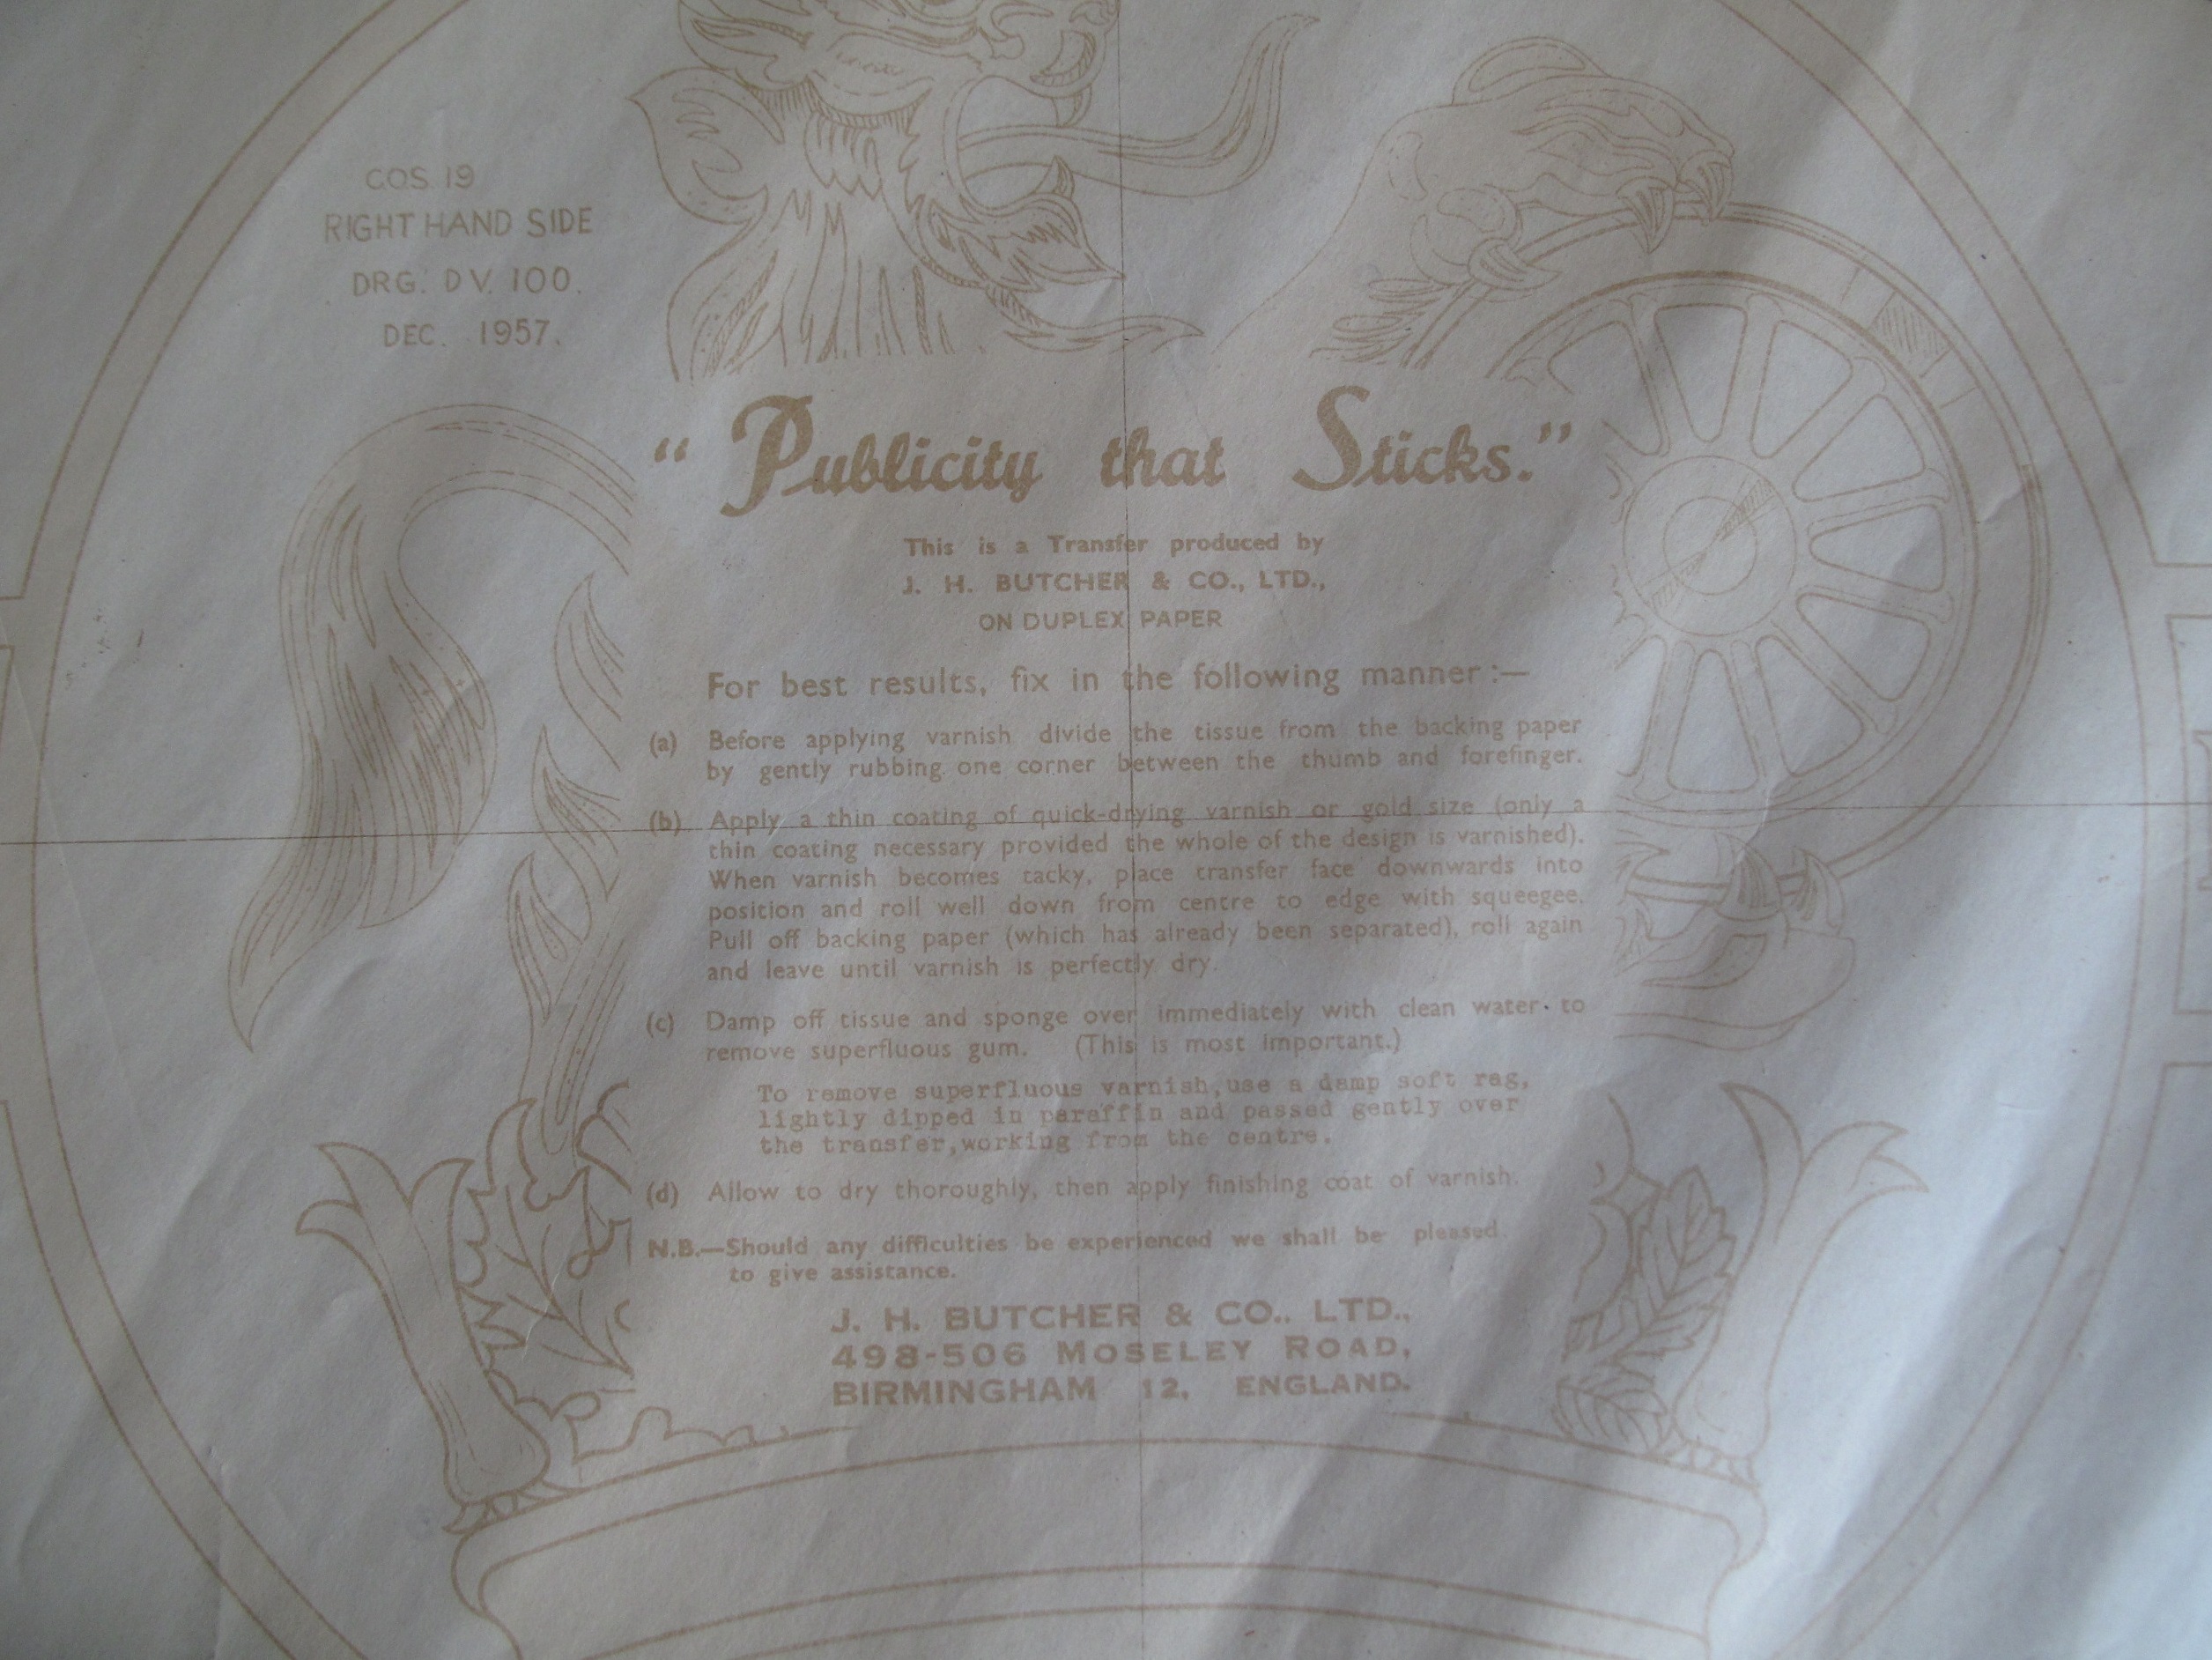 COS. 19
RIGHT HAND SIDE
DRG. DV. 100.
DEC. 1957.
"Publicity that Sticks."
This is a Transfer produced by
J. H. BUTCHER & CO., LTD.,
ON DUPLEX PAPER
For best results, fix in the following manner :—
(a) Before applying varnish divide the tissue from the backing paper
by gently rubbing one corner between the thumb and forefinger.
(b) Apply a thin coating of quick-drying varnish or gold size (only a
thin coating necessary provided the whole of the design is varnished).
When varnish becomes tacky, place transfer face downwards into
position and roll well down from centre to edge with squeegee.
Pull off backing paper (which has already been separated), roll again
and leave until varnish is perfectly dry.
(c) Damp off tissue and sponge over immediately with clean water to
remove superfluous gum. (This is most important.)
To remove superfluous varnish,use a damp soft rag,
lightly dipped in paraffin and passed gently over
the transfer,working from the centre.
(d) Allow to dry thoroughly, then apply finishing coat of varnish.
N.B.—Should any difficulties be experienced we shall be pleased
to give assistance.
J. H. BUTCHER & CO., LTD.,
498-506 MOSELEY ROAD,
BIRMINGHAM 12, ENGLAND.